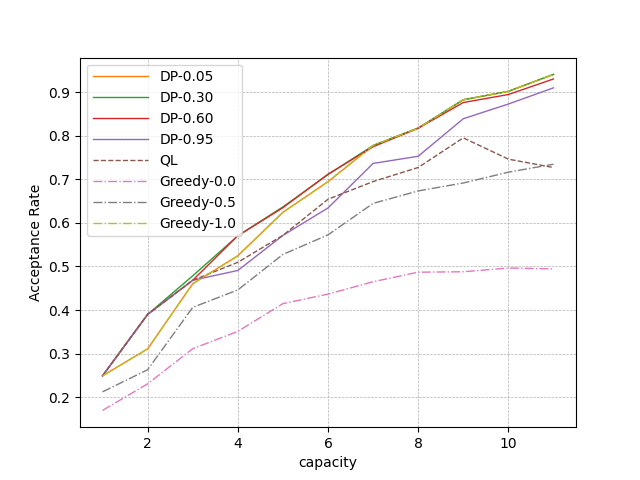 DP-0.05
DP-0.30
DP-0.60
DP-0.95
QL
Greedy-0.0
Greedy-0.5
Greedy-1.0
Acceptance Rate
0.9
0.8
0.7
0.6
0.5
0.4
0.3
0.2
2 4 6 8 10
capacity